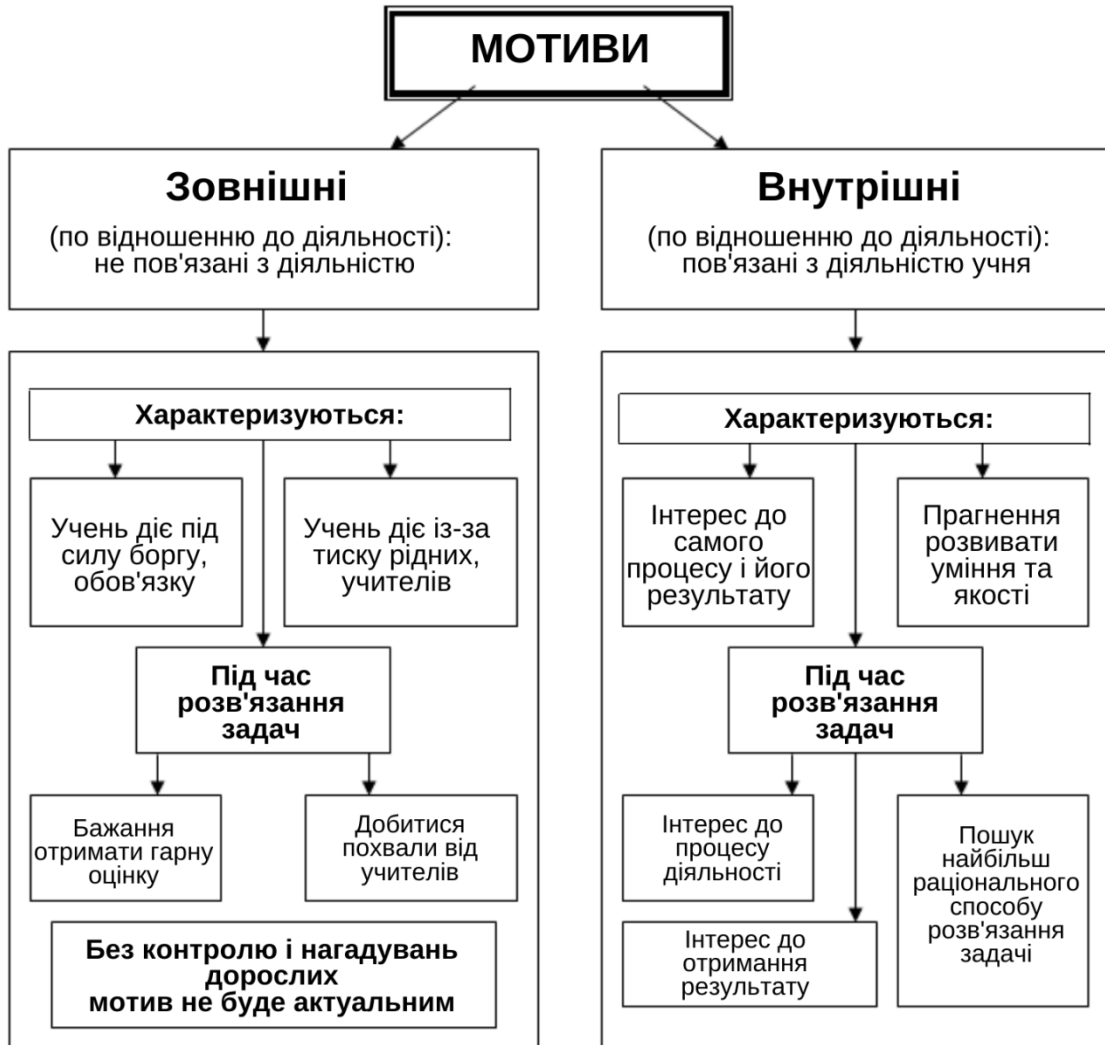 МОТИВИ
Зовнішні
(по відношенню до діяльності):
не пов'язані з діяльністю
Характеризуються:
Учень діє під
силу боргу,
обов'язку
Учень діє із-за
тиску рідних,
учителів
Під час
розв'язання
задач
Бажання
отримати гарну
оцінку
Добитися
похвали від
учителів
Без контролю і нагадувань
дорослих
мотив не буде актуальним
Внутрішні
(по відношенню до діяльності):
пов'язані з діяльністю учня
Характеризуються:
Інтерес до
самого
процесу і його
результату
Прагнення
розвивати
уміння та
якості
Під час
розв'язання
задач
Інтерес до
процесу
діяльності
Інтерес до
отримання
результату
Пошук
найбільш
раціонального
способу
розв'язання
задачі